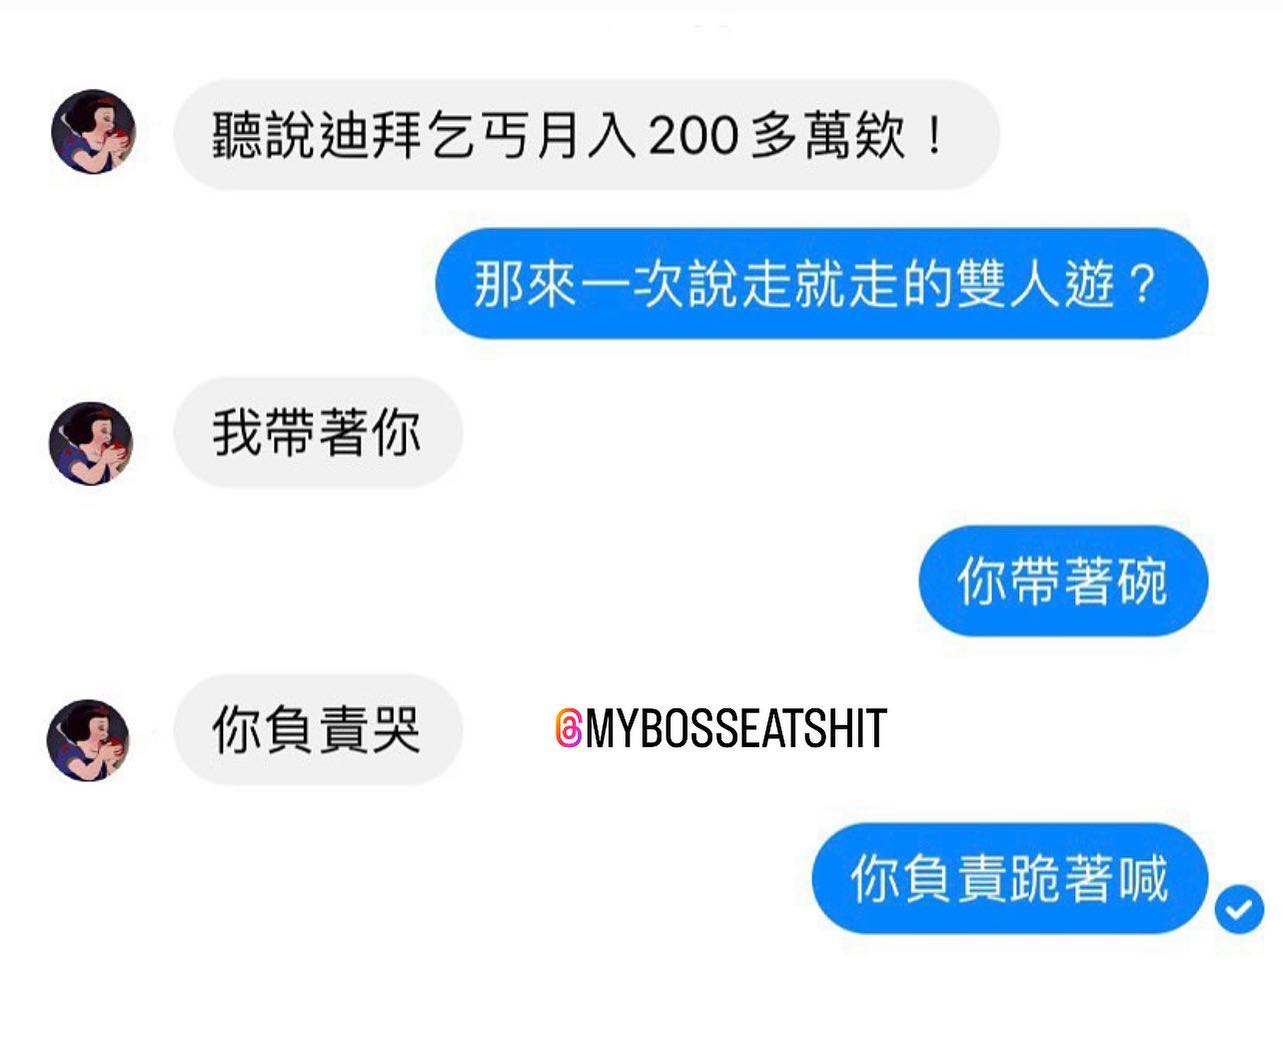 聽說迪拜乞丐月入200多萬欸！
那來一次說走就走的雙人遊？
我帶著你
你帶著碗
你負責哭
@MYBOSSEATSHIT
你負責跪著喊